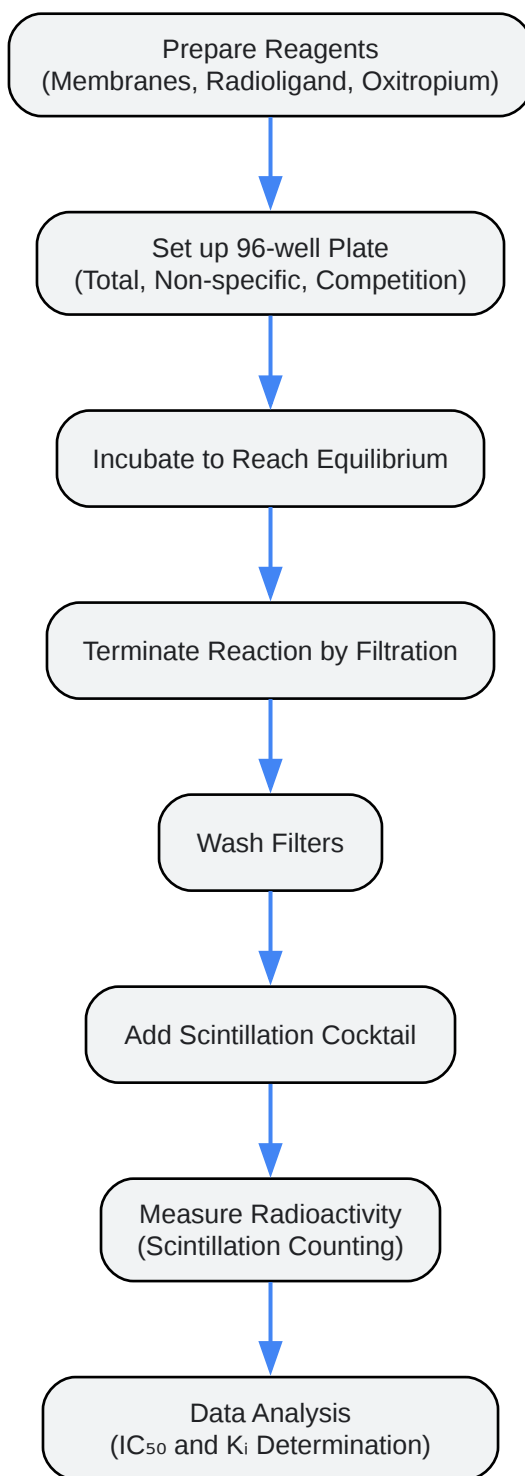 Prepare Reagents
(Membranes, Radioligand, Oxitropium)
Set up 96-well Plate
(Total, Non-specific, Competition)
Incubate to Reach Equilibrium
Terminate Reaction by Filtration
Wash Filters
Add Scintillation Cocktail
Measure Radioactivity
(Scintillation Counting)
Data Analysis
(IC₅₀ and Kᵢ Determination)